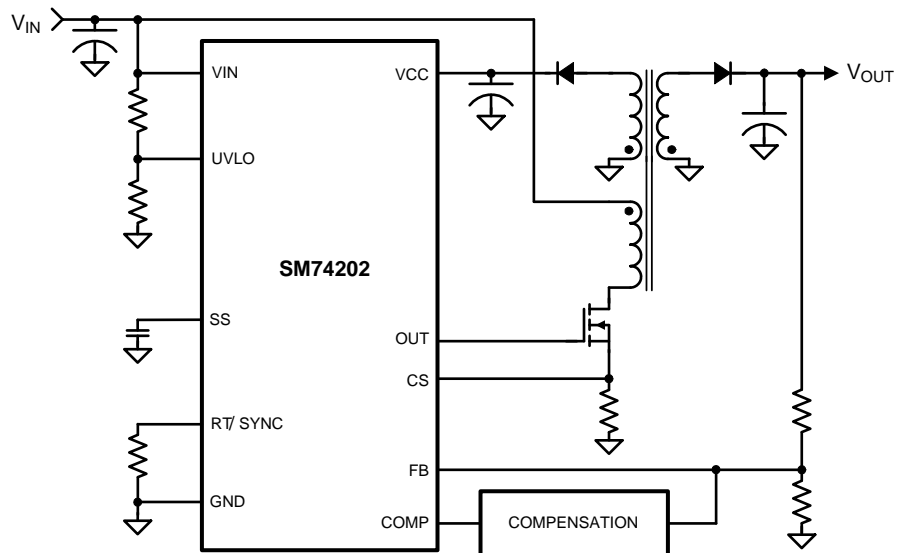 VIN
VIN
VCC
VOUT
UVLO
SM74202
SS
OUT
CS
RT/ SYNC
FB
GND
COMP
COMPENSATION